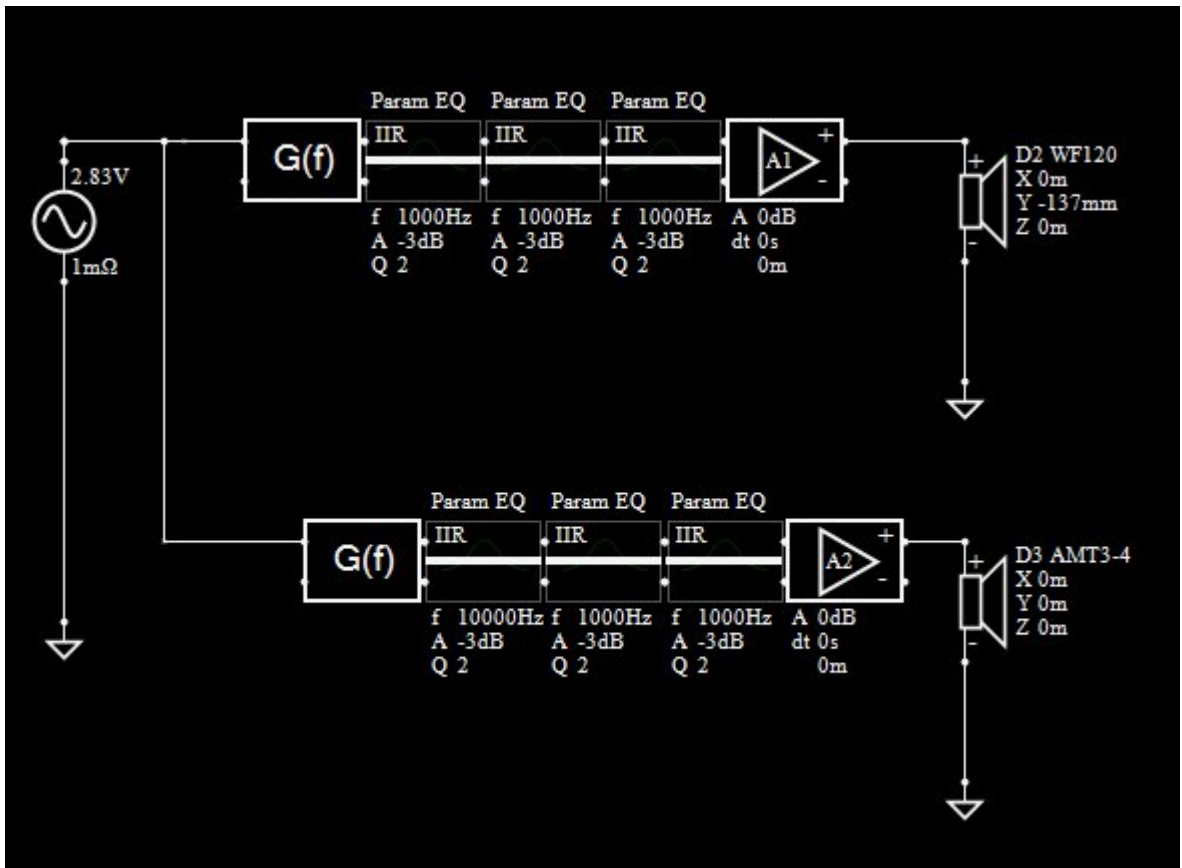 Param EQ Param EQ Param EQ
IIR IIR IIR
G(f)
A1
+
-
2.83V
1mΩ
f 1000Hz f 1000Hz f 1000Hz A 0dB
A -3dB A -3dB A -3dB dt 0s
Q 2 Q 2 Q 2 0m
+
-
D2 WF120
X 0m
Y -137mm
Z 0m
Param EQ Param EQ Param EQ
IIR IIR IIR
G(f)
A2
+
-
f 10000Hz f 1000Hz f 1000Hz A 0dB
A -3dB A -3dB A -3dB dt 0s
Q 2 Q 2 Q 2 0m
+
-
D3 AMT3-4
X 0m
Y 0m
Z 0m